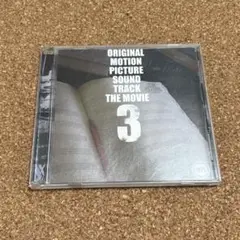 ORIGINAL
MOTION
PICTURE
SOUND
TRACK
THE MOVIE
3